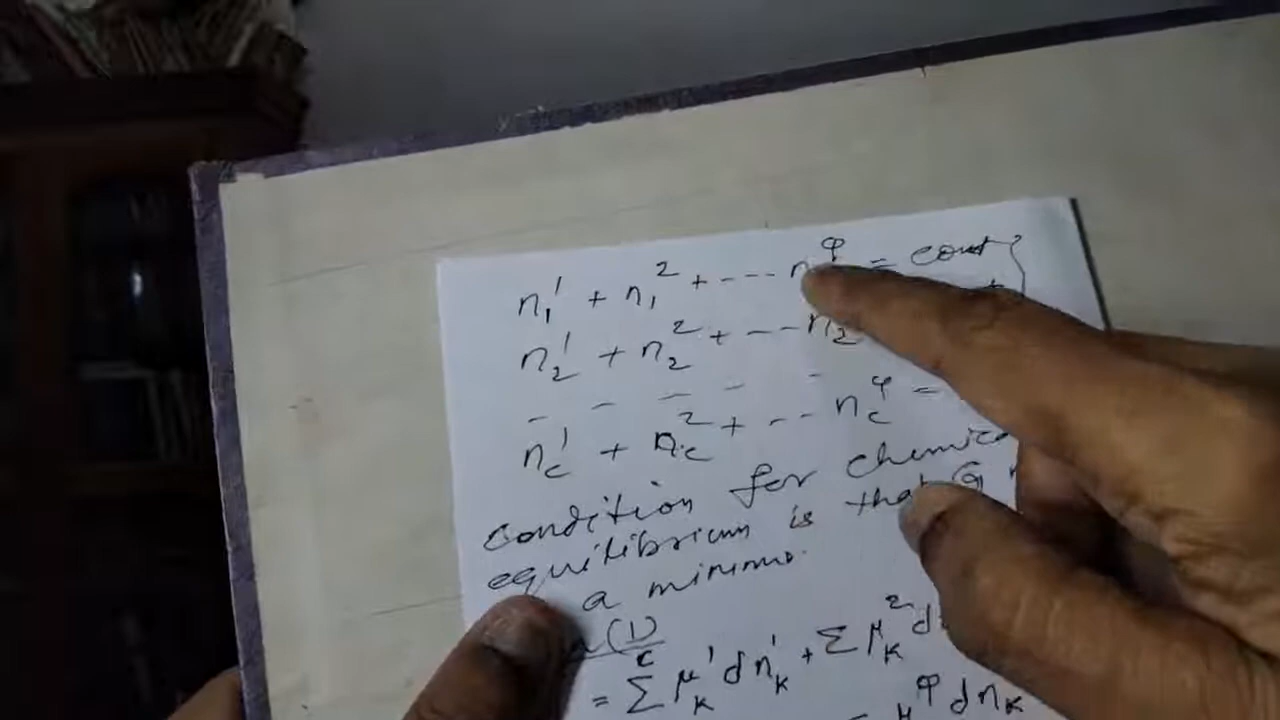 n₁¹ + n₁² + ---- n₁^φ = const }
n₂¹ + n₂² + --- n₂
- - - - -
n_c¹ + n_c² + --- n_c^φ =
condition for
equilibrium is that G
a minimum.
(1)
= Σ^c μ_k¹ dn_k¹ + Σ μ_k² d
μ^φ dn_k